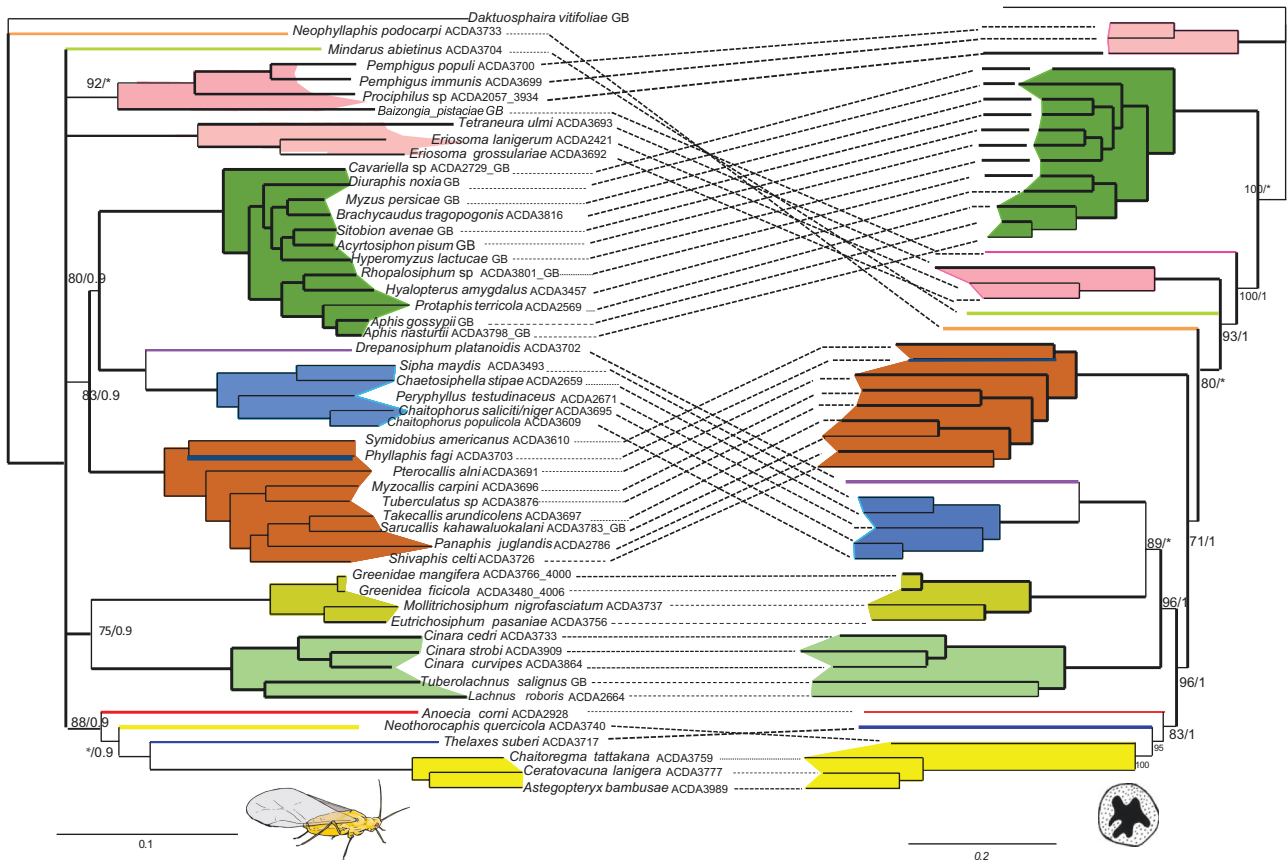 Daktuosphaira vitifoliae GB
Neophyllaphis podocarpi ACDA3733
Mindarus abietinus ACDA3704
Pemphigus populi ACDA3700
92/*
Pemphigus immunis ACDA3699
Prociphilus sp ACDA2057_3934
Baizongia_pistaciae GB
Tetraneura ulmi ACDA3693
Eriosoma lanigerum ACDA2421
Eriosoma grossulariae ACDA3692
Cavariella sp ACDA2729_GB
Diuraphis noxia GB
100/*
Myzus persicae GB
Brachycaudus tragopogonis ACDA3816
Sitobion avenae GB
Acyrtosiphon pisum GB
Hyperomyzus lactucae GB
Rhopalosiphum sp ACDA3801_GB
80/0.9
100/1
Hyalopterus amygdalus ACDA3457
Protaphis terricola ACDA2569
Aphis gossypii GB
Aphis nasturtii ACDA3798_GB
93/1
Drepanosiphum platanoidis ACDA3702
Sipha maydis ACDA3493
Chaetosiphella stipae ACDA2659
80/*
83/0.9
Peryphyllus testudinaceus ACDA2671
Chaitophorus saliciti/niger ACDA3695
Chaitophorus populicola ACDA3609
Symidobius americanus ACDA3610
Phyllaphis fagi ACDA3703
Pterocallis alni ACDA3691
Myzocallis carpini ACDA3696
Tuberculatus sp ACDA3876
Takecallis arundicolens ACDA3697
Sarucallis kahawaluokalani ACDA3783_GB
89/*
71/1
Panaphis juglandis ACDA2786
Shivaphis celti ACDA3726
Greenidae mangifera ACDA3766_4000
Greenidea ficicola ACDA3480_4006
Mollitrichosiphum nigrofasciatum ACDA3737
96/1
Eutrichosiphum pasaniae ACDA3756
75/0.9
Cinara cedri ACDA3733
Cinara strobi ACDA3909
96/1
Cinara curvipes ACDA3864
Tuberolachnus salignus GB
Lachnus roboris ACDA2664
Anoecia corni ACDA2928
88/0.9
Neothorocaphis quercicola ACDA3740
83/1
Thelaxes suberi ACDA3717
95
*/0.9
Chaitoregma tattakana ACDA3759
100
Ceratovacuna lanigera ACDA3777
Astegopteryx bambusae ACDA3989
0.1
0.2